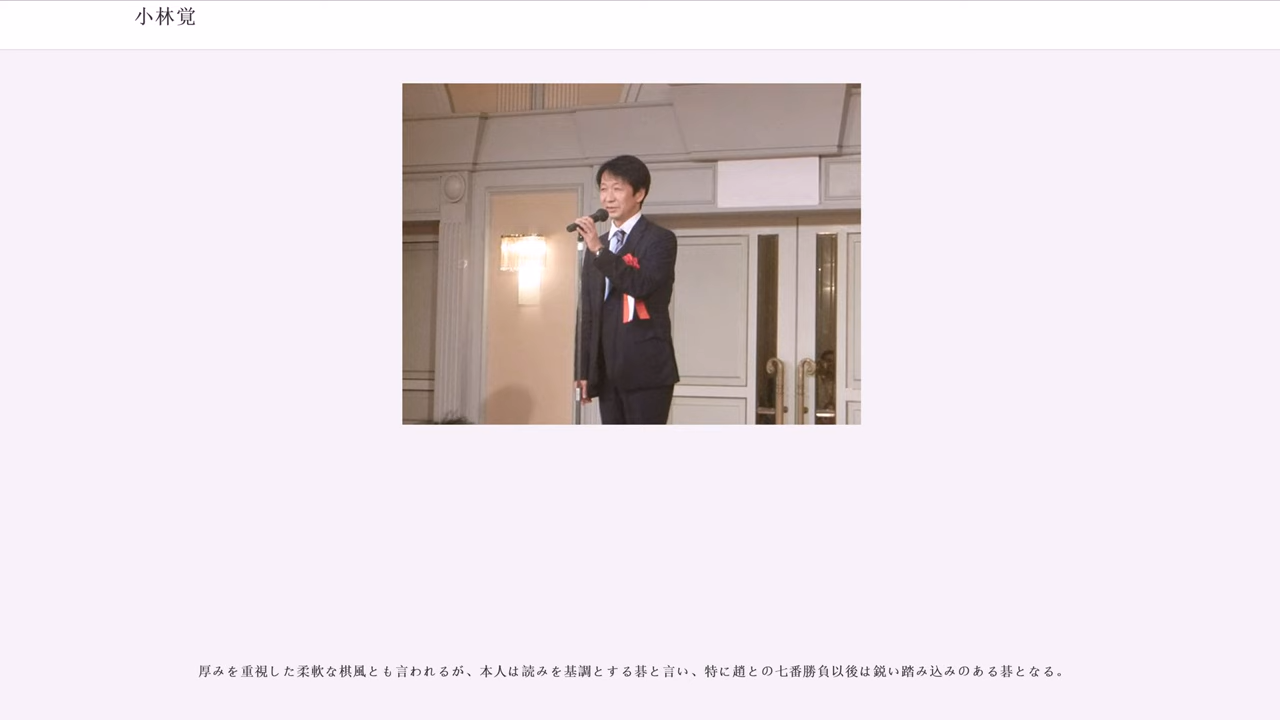 小林覚
厚みを重視した柔軟な棋風とも言われるが、本人は読みを基調とする碁と言い、特に趙との七番勝負以後は鋭い踏み込みのある碁となる。